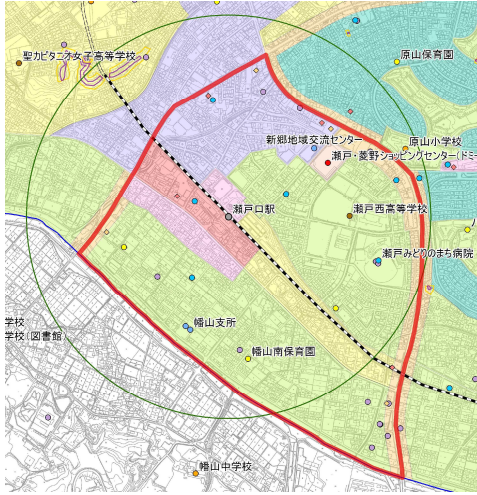 原山保育園
聖カピタニオ女子高等学校
新郷地域交流センター
原山小学校
瀬戸・菱野ショッピングセンター(ドミー
瀬戸口駅
瀬戸西高等学校
瀬戸みどりのまち病院
学校
幡山支所
学校(図書館)
幡山南保育園
幡山中学校